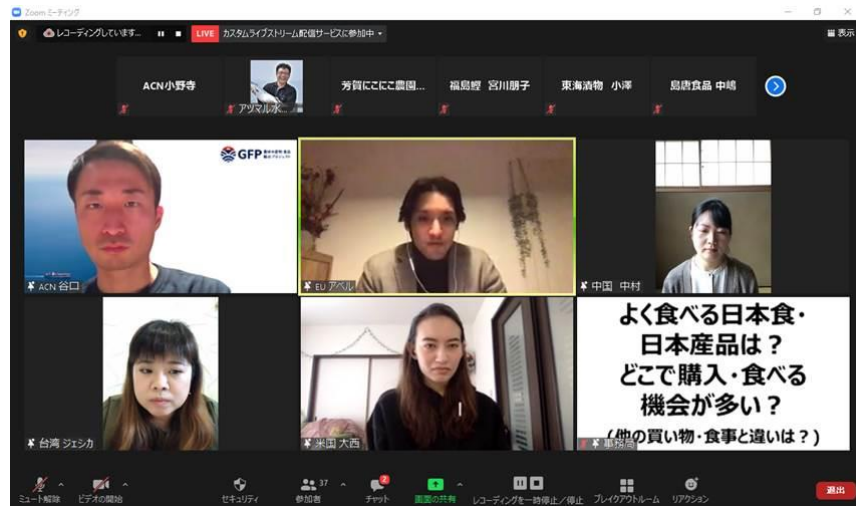 Zoom ミーティング
レコーディングしています...
LIVE
カスタムライブストリーム配信サービスに参加中
表示
ACN小野寺
アツマル水...
芳賀にこにこ農園...
福島鰹 宮川朋子
東海漬物 小澤
島唐食品 中嶋
GFP
ACN 谷口
EU アベル
中国 中村
台湾 ジェシカ
米国 大西
よく食べる日本食・
日本産品は？
どこで購入・食べる
機会が多い？
(他の買い物・食事と違いは？)
事務局
ミュート解除
ビデオの開始
セキュリティ
参加者
37
チャット
2
画面の共有
レコーディングを一時停止/停止
ブレイクアウトルーム
リアクション
退出